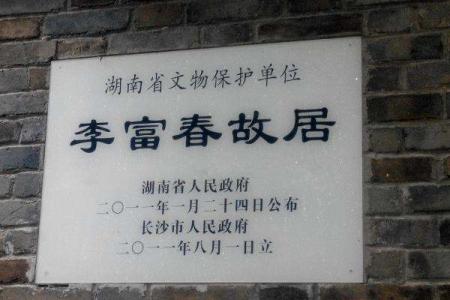 湖南省文物保护单位
李富春故居
湖南省人民政府
二〇一一年一月二十四日公布
长沙市人民政府
二〇一一年八月一日立